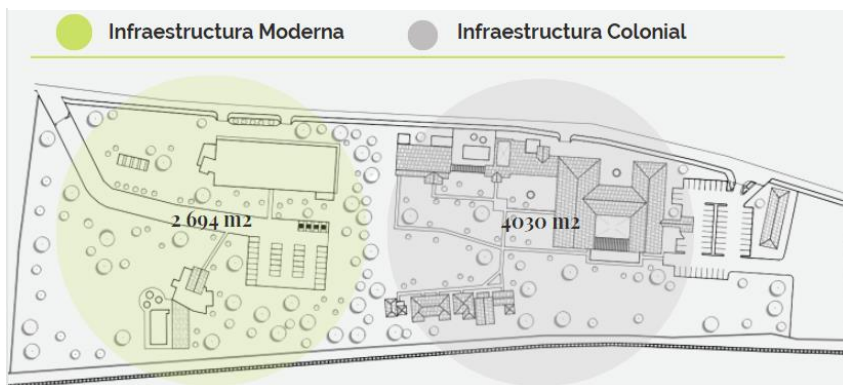 Infraestructura Moderna
Infraestructura Colonial
2 694 m2
4030 m2